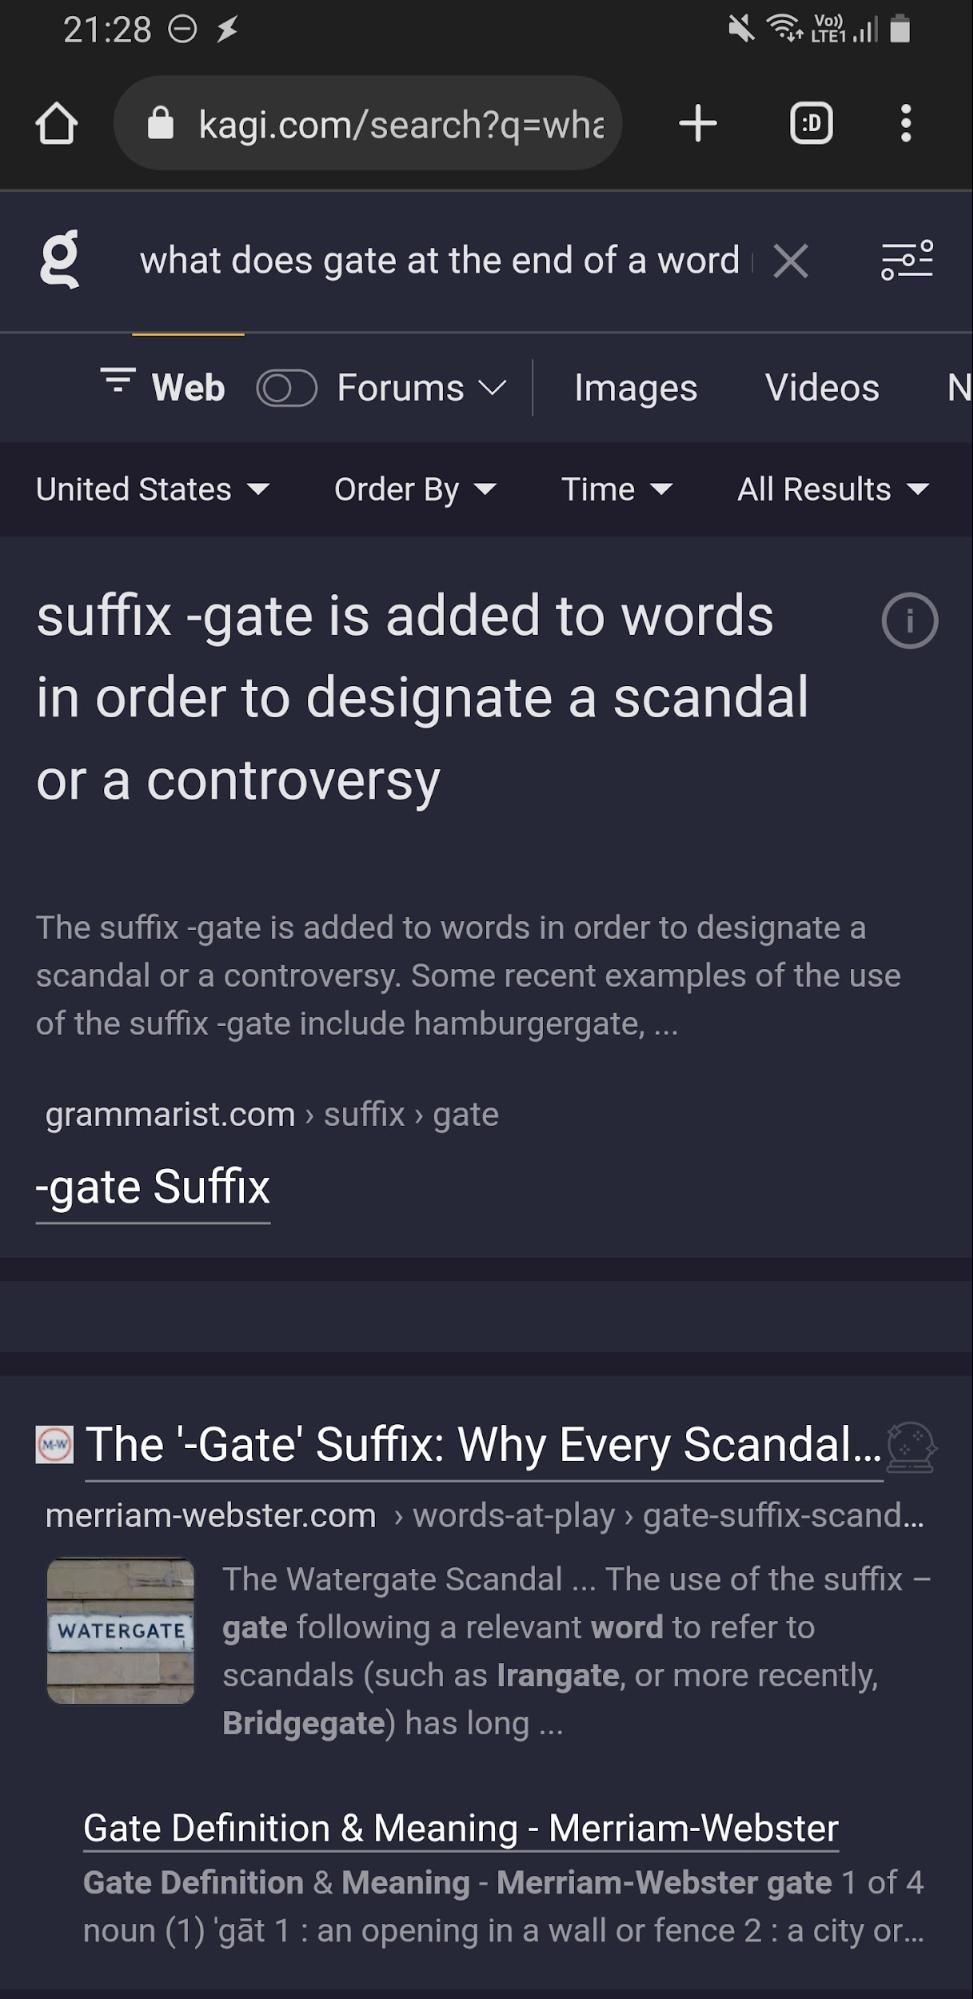 21:28
Vo))
LTE1
kagi.com/search?q=wha
:D
g
what does gate at the end of a word
Web
Forums
Images
Videos
N
United States
Order By
Time
All Results
suffix -gate is added to words
in order to designate a scandal
or a controversy
i
The suffix -gate is added to words in order to designate a
scandal or a controversy. Some recent examples of the use
of the suffix -gate include hamburgergate, ...
grammarist.com › suffix › gate
-gate Suffix
M-W
The '-Gate' Suffix: Why Every Scandal...
merriam-webster.com › words-at-play › gate-suffix-scand...
WATERGATE
The Watergate Scandal ... The use of the suffix –
gate following a relevant word to refer to
scandals (such as Irangate, or more recently,
Bridgegate) has long ...
Gate Definition & Meaning - Merriam-Webster
Gate Definition & Meaning - Merriam-Webster gate 1 of 4
noun (1) ˈgāt 1 : an opening in a wall or fence 2 : a city or...